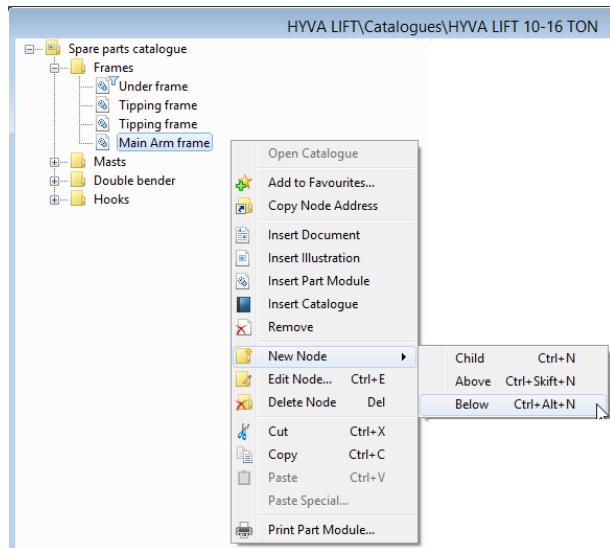 HYVA LIFT\Catalogues\HYVA LIFT 10-16 TON
Spare parts catalogue
Frames
Under frame
Tipping frame
Tipping frame
Main Arm frame
Masts
Double bender
Hooks
Open Catalogue
Add to Favourites...
Copy Node Address
Insert Document
Insert Illustration
Insert Part Module
Insert Catalogue
Remove
New Node
Edit Node... Ctrl+E
Delete Node Del
Cut Ctrl+X
Copy Ctrl+C
Paste Ctrl+V
Paste Special...
Print Part Module...
Child Ctrl+N
Above Ctrl+Skift+N
Below Ctrl+Alt+N